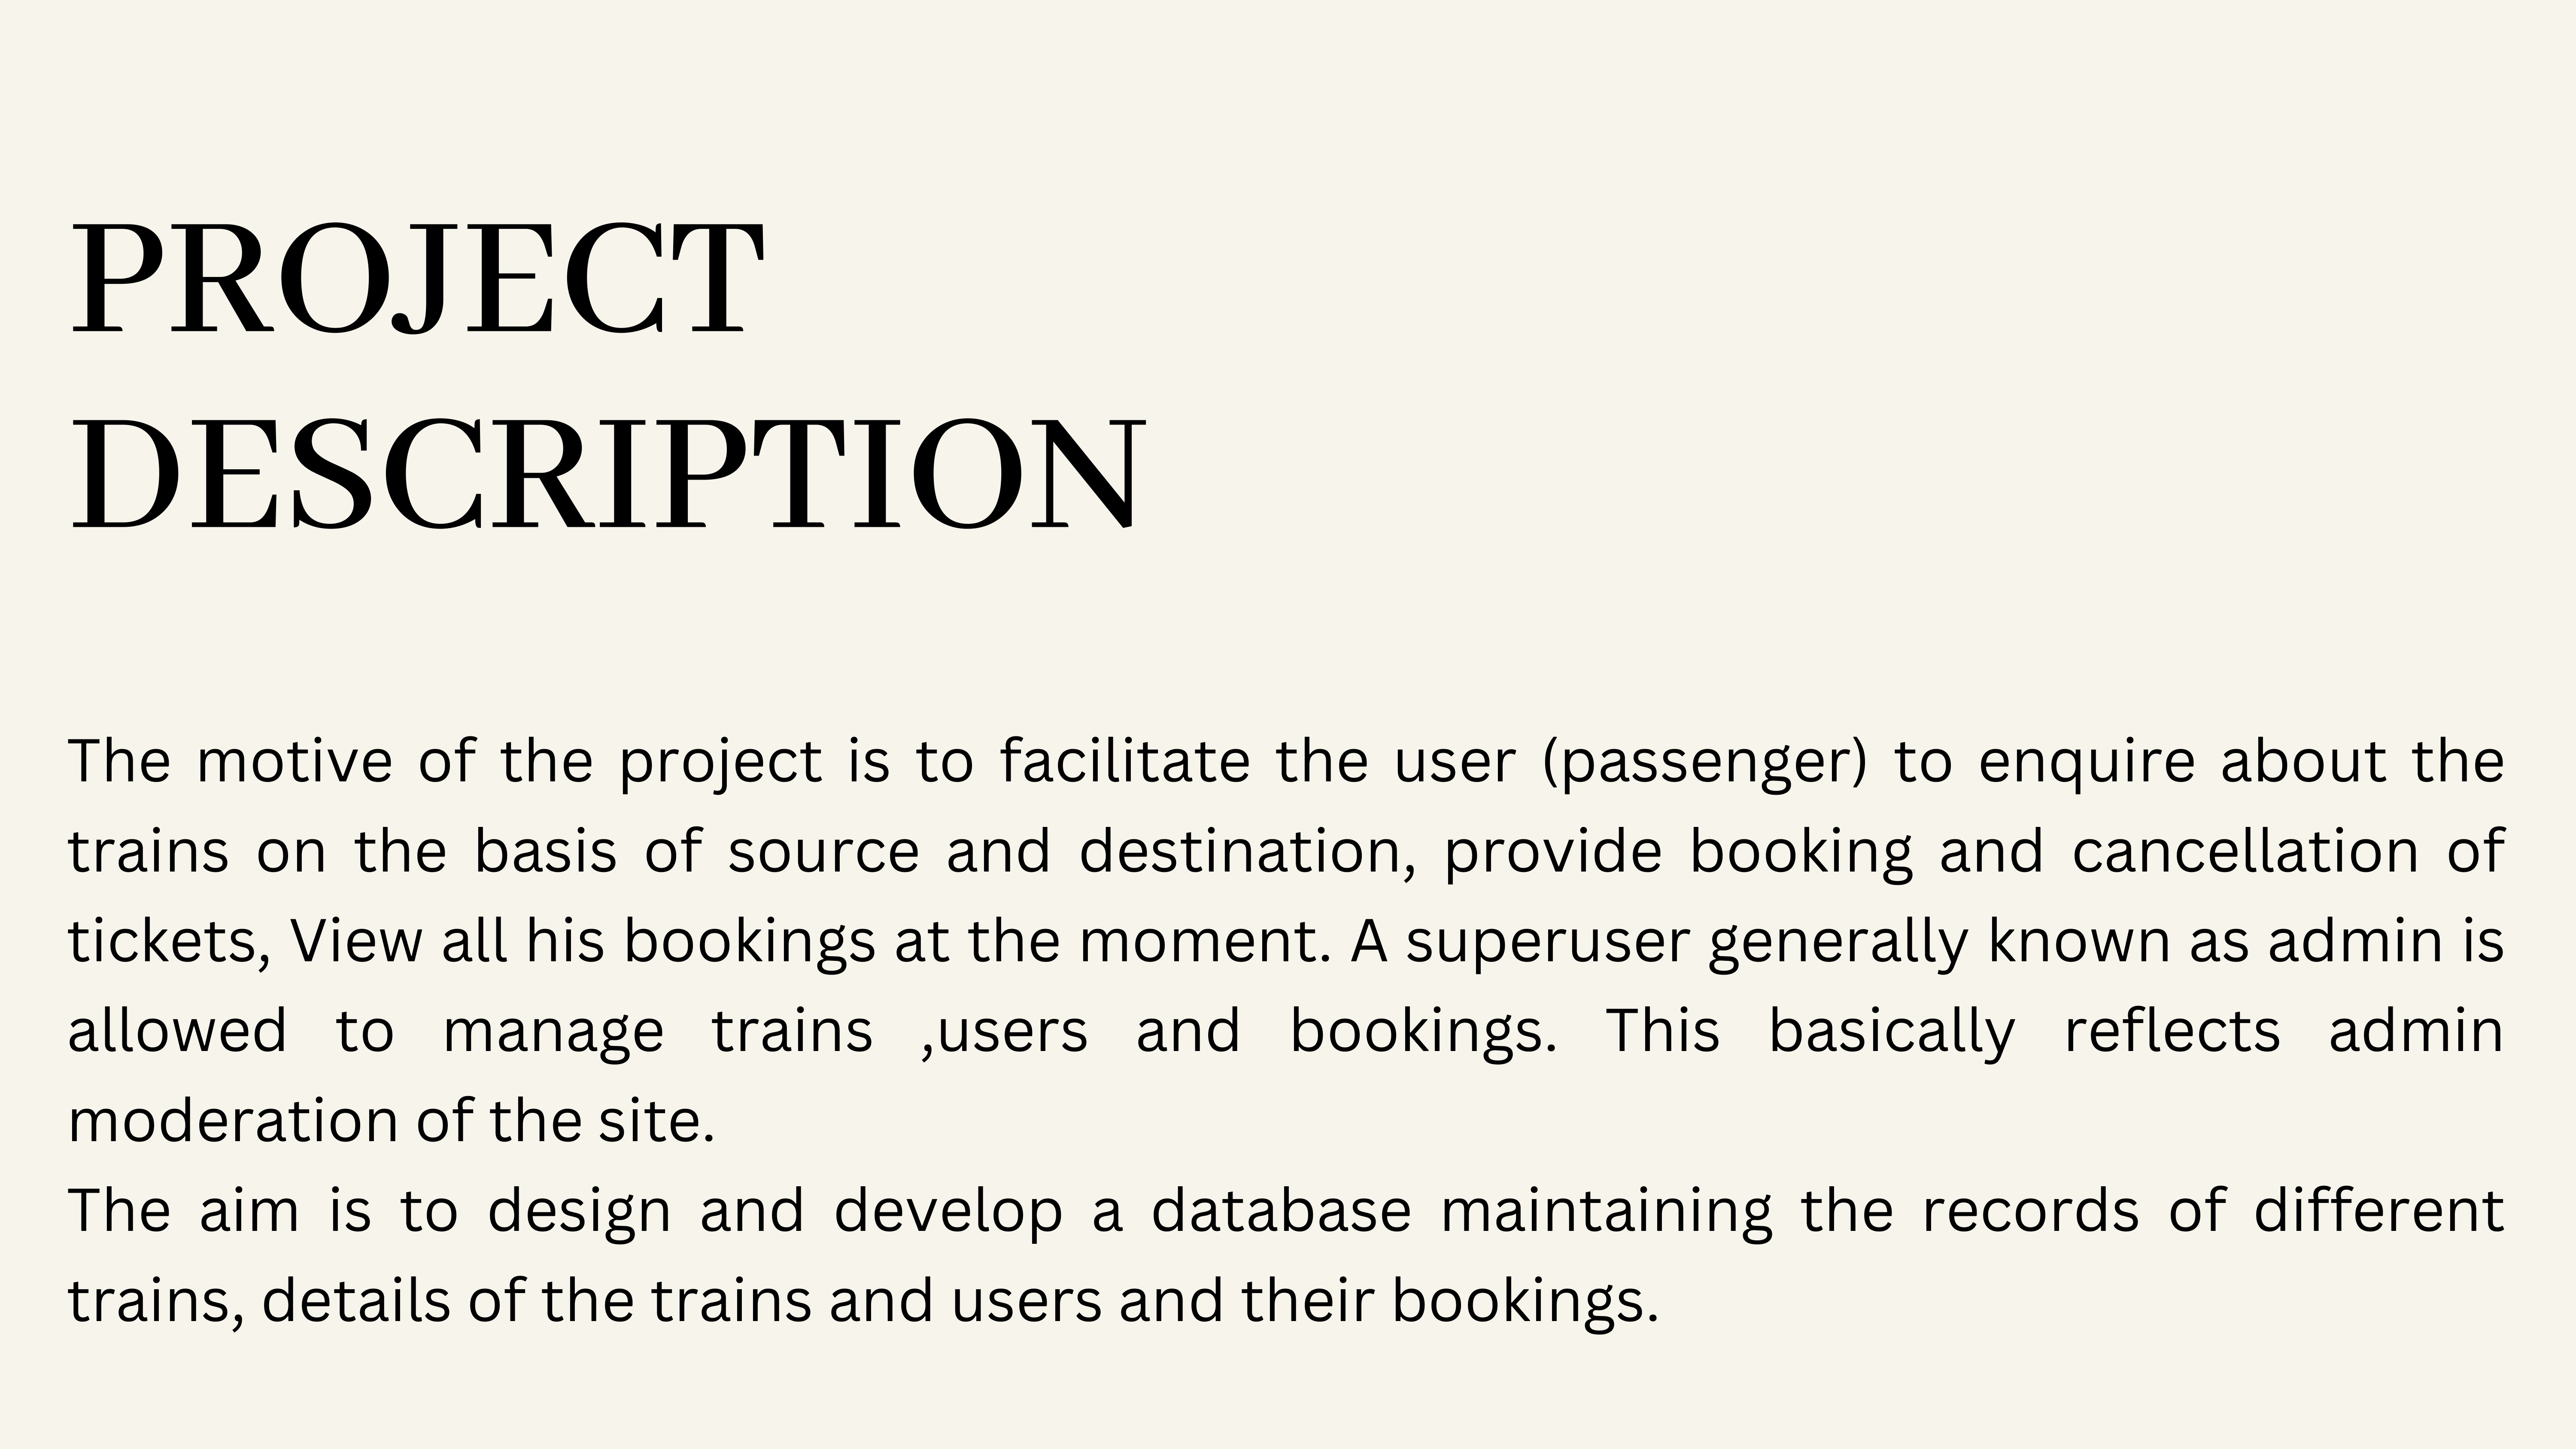 PROJECT
DESCRIPTION
The motive of the project is to facilitate the user (passenger) to enquire about the
trains on the basis of source and destination, provide booking and cancellation of
tickets, View all his bookings at the moment. A superuser generally known as admin is
allowed to manage trains ,users and bookings. This basically reflects admin
moderation of the site.
The aim is to design and develop a database maintaining the records of different
trains, details of the trains and users and their bookings.